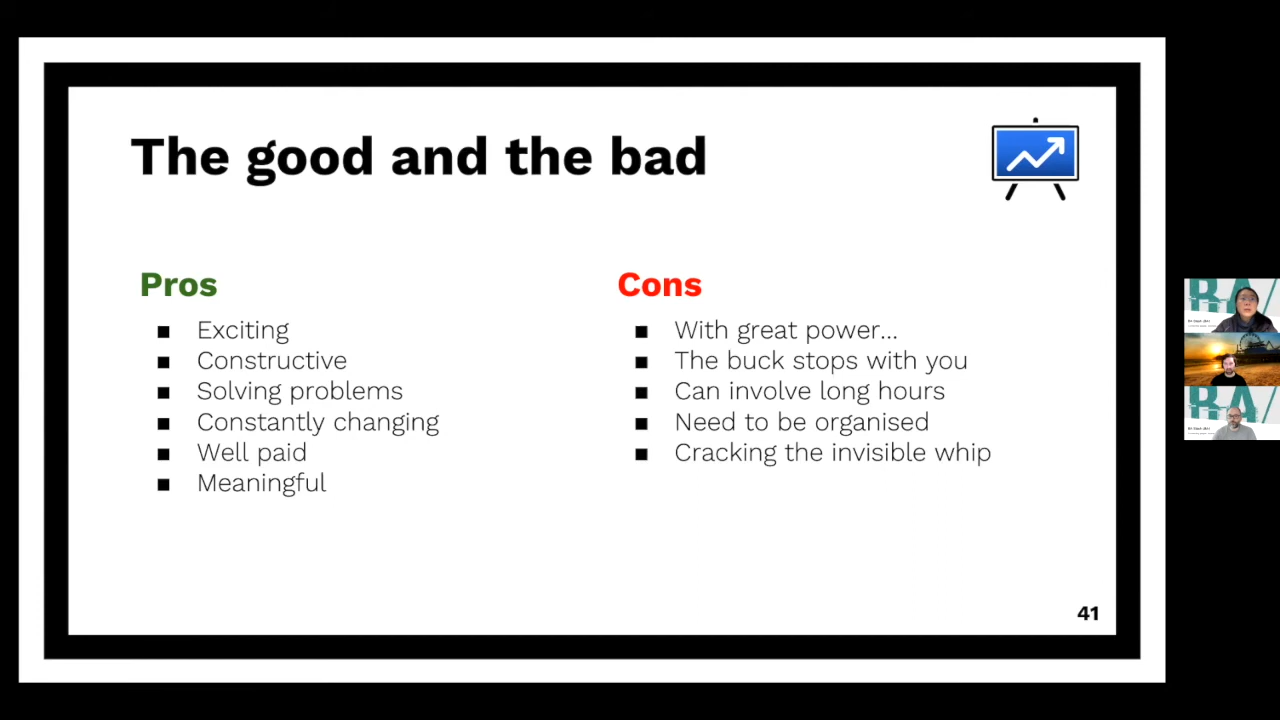 The good and the bad
Pros
Exciting
Constructive
Solving problems
Constantly changing
Well paid
Meaningful
Cons
With great power...
The buck stops with you
Can involve long hours
Need to be organised
Cracking the invisible whip
41